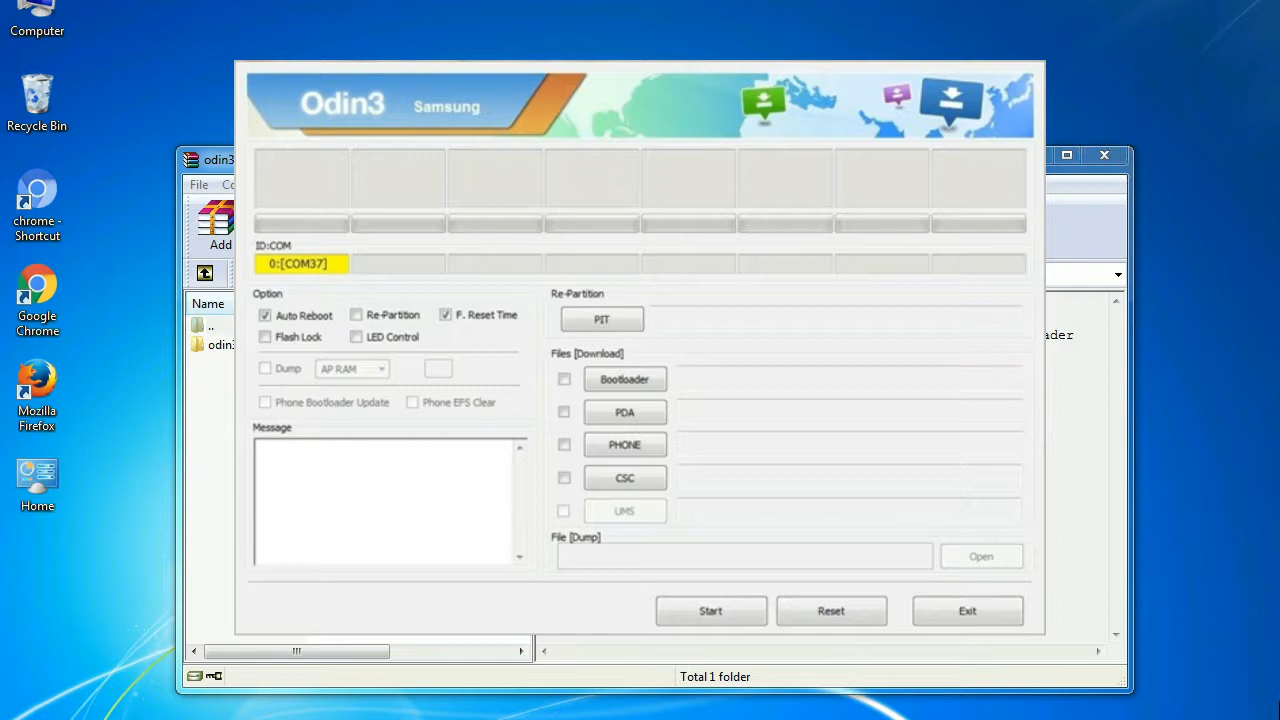 Computer
Recycle Bin
chrome -
Shortcut
Google
Chrome
Mozilla
Firefox
Home
odin3
File
Add
Name
..
odin3
Odin3 Samsung
ID:COM
0:[COM37]
Option
Auto Reboot Re-Partition F. Reset Time
Flash Lock LED Control
Dump AP RAM
Phone Bootloader Update Phone EFS Clear
Message
Re-Partition
PIT
Files [Download]
Bootloader
PDA
PHONE
CSC
UMS
File [Dump]
Open
Start Reset Exit
Total 1 folder